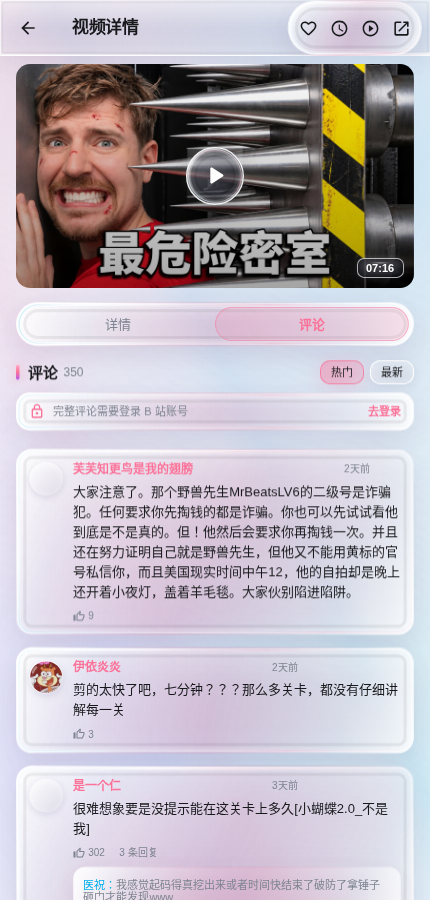 视频详情
最危险密室
07:16
详情
评论
评论 350
热门
最新
完整评论需要登录 B 站账号
去登录
芙芙知更鸟是我的翅膀
2天前
大家注意了。那个野兽先生MrBeatsLV6的二级号是诈骗
犯。任何要求你先掏钱的都是诈骗。你也可以先试试看他
到底是不是真的。但！他然后会要求你再掏钱一次。并且
还在努力证明自己就是野兽先生，但他又不能用黄标的官
号私信你，而且美国现实时间中午12，他的自拍却是晚上
还开着小夜灯，盖着羊毛毯。大家伙别陷进陷阱。
9
伊依炎炎
2天前
剪的太快了吧，七分钟？？？那么多关卡，都没有仔细讲
解每一关
3
是一个仁
3天前
很难想象要是没提示能在这关卡上多久[小蝴蝶2.0_不是
我]
302
3 条回复
医祝：我感觉起码得真挖出来或者时间快结束了破防了拿锤子
砸门才能发现www